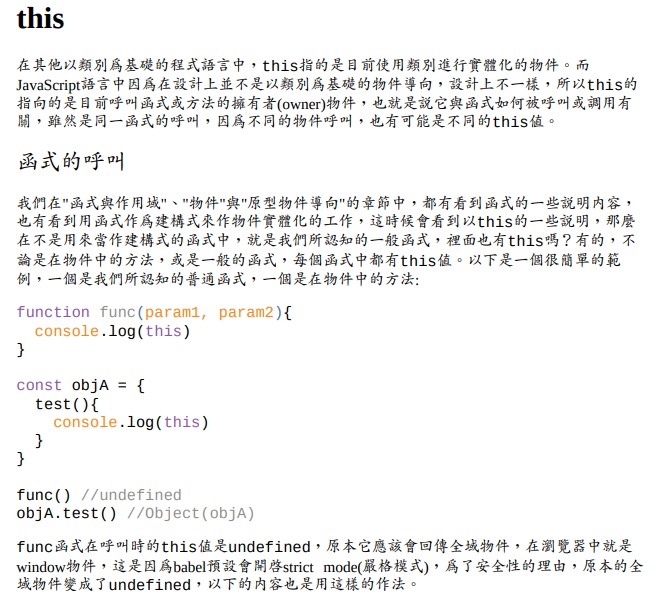 this
在其他以類別爲基礎的程式語言中，this指的是目前使用類別進行實體化的物件。而
JavaScript語言中因爲在設計上並不是以類別爲基礎的物件導向，設計上不一樣，所以this的
指向的是目前呼叫函式或方法的擁有者(owner)物件，也就是說它與函式如何被呼叫或調用有
關，雖然是同一函式的呼叫，因爲不同的物件呼叫，也有可能是不同的this值。
函式的呼叫
我們在"函式與作用域"、"物件"與"原型物件導向"的章節中，都有看到函式的一些說明內容，
也有看到用函式作爲建構式來作物件實體化的工作，這時候會看到以this的一些說明，那麼
在不是用來當作建構式的函式中，就是我們所認知的一般函式，裡面也有this嗎？有的，不
論是在物件中的方法，或是一般的函式，每個函式中都有this值。以下是一個很簡單的範
例，一個是我們所認知的普通函式，一個是在物件中的方法:
function func(param1, param2){
  console.log(this)
}
const objA = {
  test(){
    console.log(this)
  }
}
func() //undefined
objA.test() //Object(objA)
func函式在呼叫時的this值是undefined，原本它應該會回傳全域物件，在瀏覽器中就是
window物件，這是因爲babel預設會開啓strict mode(嚴格模式)，爲了安全性的理由，原本的全
域物件變成了undefined，以下的內容也是用這樣的作法。